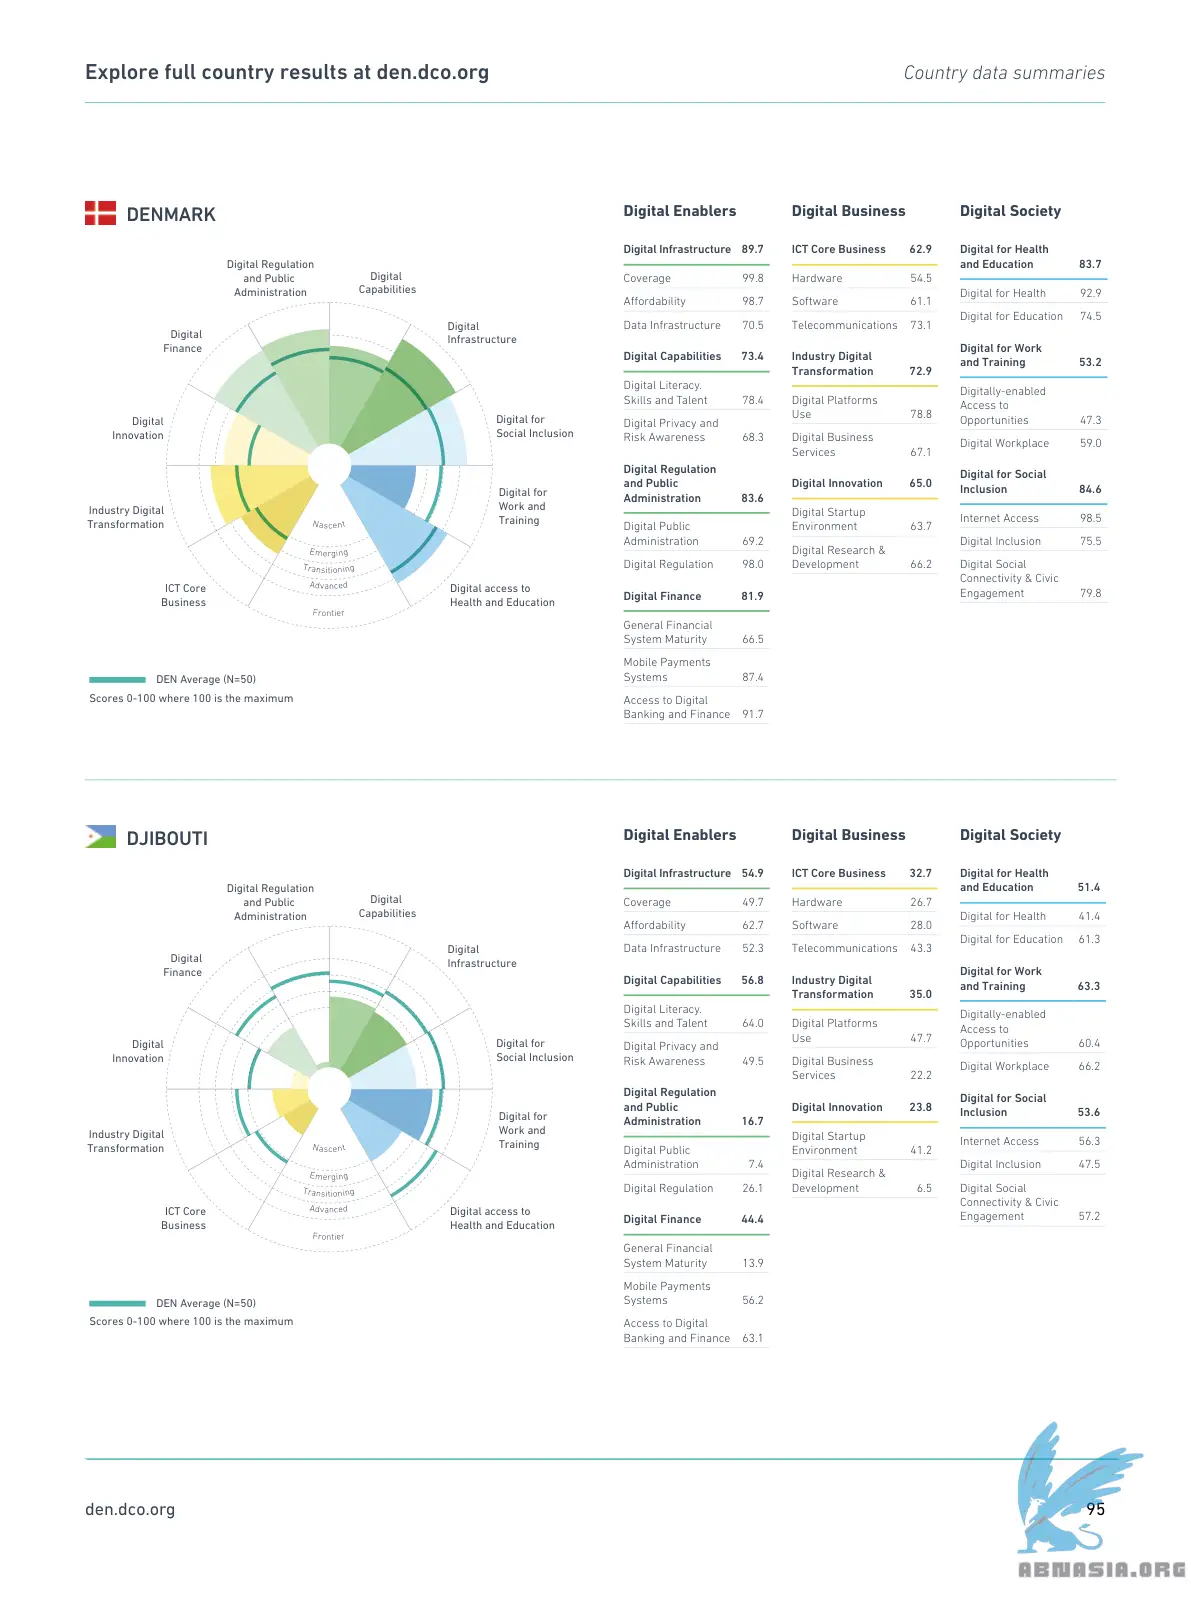 Explore full country results at den.dco.org
Country data summaries
DENMARK
Digital Regulation
and Public
Administration
Digital
Capabilities
Digital
Infrastructure
Digital
Finance
Digital
Innovation
Digital for
Social Inclusion
Industry Digital
Transformation
Digital for
Work and
Training
ICT Core
Business
Digital access to
Health and Education
Nascent
Emerging
Transitioning
Advanced
Frontier
DEN Average (N=50)
Scores 0-100 where 100 is the maximum
Digital Enablers
Digital Infrastructure 89.7
Coverage 99.8
Affordability 98.7
Data Infrastructure 70.5
Digital Capabilities 73.4
Digital Literacy.
Skills and Talent 78.4
Digital Privacy and
Risk Awareness 68.3
Digital Regulation
and Public
Administration 83.6
Digital Public
Administration 69.2
Digital Regulation 98.0
Digital Finance 81.9
General Financial
System Maturity 66.5
Mobile Payments
Systems 87.4
Access to Digital
Banking and Finance 91.7
Digital Business
ICT Core Business 62.9
Hardware 54.5
Software 61.1
Telecommunications 73.1
Industry Digital
Transformation 72.9
Digital Platforms
Use 78.8
Digital Business
Services 67.1
Digital Innovation 65.0
Digital Startup
Environment 63.7
Digital Research &
Development 66.2
Digital Society
Digital for Health
and Education 83.7
Digital for Health 92.9
Digital for Education 74.5
Digital for Work
and Training 53.2
Digitally-enabled
Access to
Opportunities 47.3
Digital Workplace 59.0
Digital for Social
Inclusion 84.6
Internet Access 98.5
Digital Inclusion 75.5
Digital Social
Connectivity & Civic
Engagement 79.8
DJIBOUTI
Digital Regulation
and Public
Administration
Digital
Capabilities
Digital
Infrastructure
Digital
Finance
Digital
Innovation
Digital for
Social Inclusion
Industry Digital
Transformation
Digital for
Work and
Training
ICT Core
Business
Digital access to
Health and Education
Nascent
Emerging
Transitioning
Advanced
Frontier
DEN Average (N=50)
Scores 0-100 where 100 is the maximum
Digital Enablers
Digital Infrastructure 54.9
Coverage 49.7
Affordability 62.7
Data Infrastructure 52.3
Digital Capabilities 56.8
Digital Literacy.
Skills and Talent 64.0
Digital Privacy and
Risk Awareness 49.5
Digital Regulation
and Public
Administration 16.7
Digital Public
Administration 7.4
Digital Regulation 26.1
Digital Finance 44.4
General Financial
System Maturity 13.9
Mobile Payments
Systems 56.2
Access to Digital
Banking and Finance 63.1
Digital Business
ICT Core Business 32.7
Hardware 26.7
Software 28.0
Telecommunications 43.3
Industry Digital
Transformation 35.0
Digital Platforms
Use 47.7
Digital Business
Services 22.2
Digital Innovation 23.8
Digital Startup
Environment 41.2
Digital Research &
Development 6.5
Digital Society
Digital for Health
and Education 51.4
Digital for Health 41.4
Digital for Education 61.3
Digital for Work
and Training 63.3
Digitally-enabled
Access to
Opportunities 60.4
Digital Workplace 66.2
Digital for Social
Inclusion 53.6
Internet Access 56.3
Digital Inclusion 47.5
Digital Social
Connectivity & Civic
Engagement 57.2
den.dco.org
95
ABNASIA.ORG